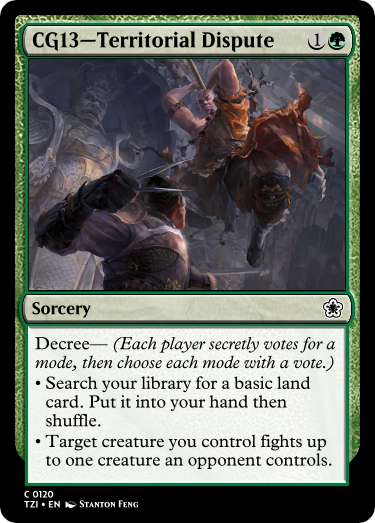 CG13—Territorial Dispute 1
Sorcery
Decree— (Each player secretly votes for a
mode, then choose each mode with a vote.)
• Search your library for a basic land
card. Put it into your hand then
shuffle.
• Target creature you control fights up
to one creature an opponent controls.
C 0120
TZI • EN Stanton Feng